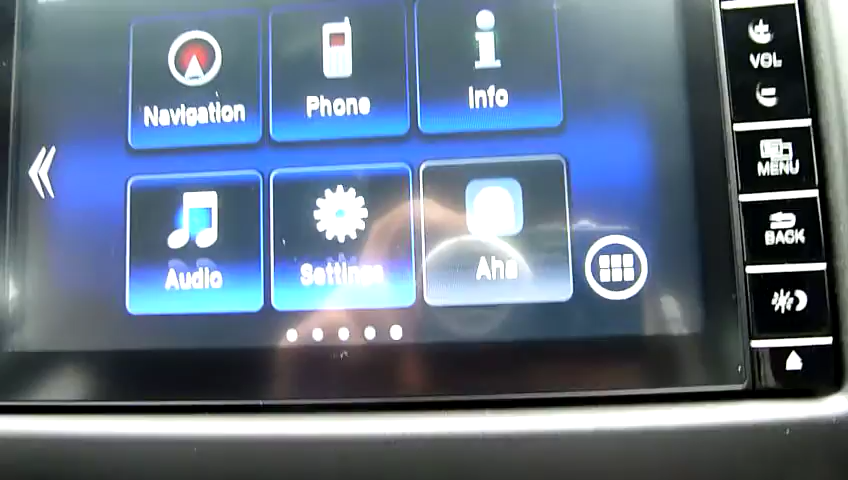 Navigation
Phone
Info
Audio
Settings
Aha
VOL
MENU
BACK